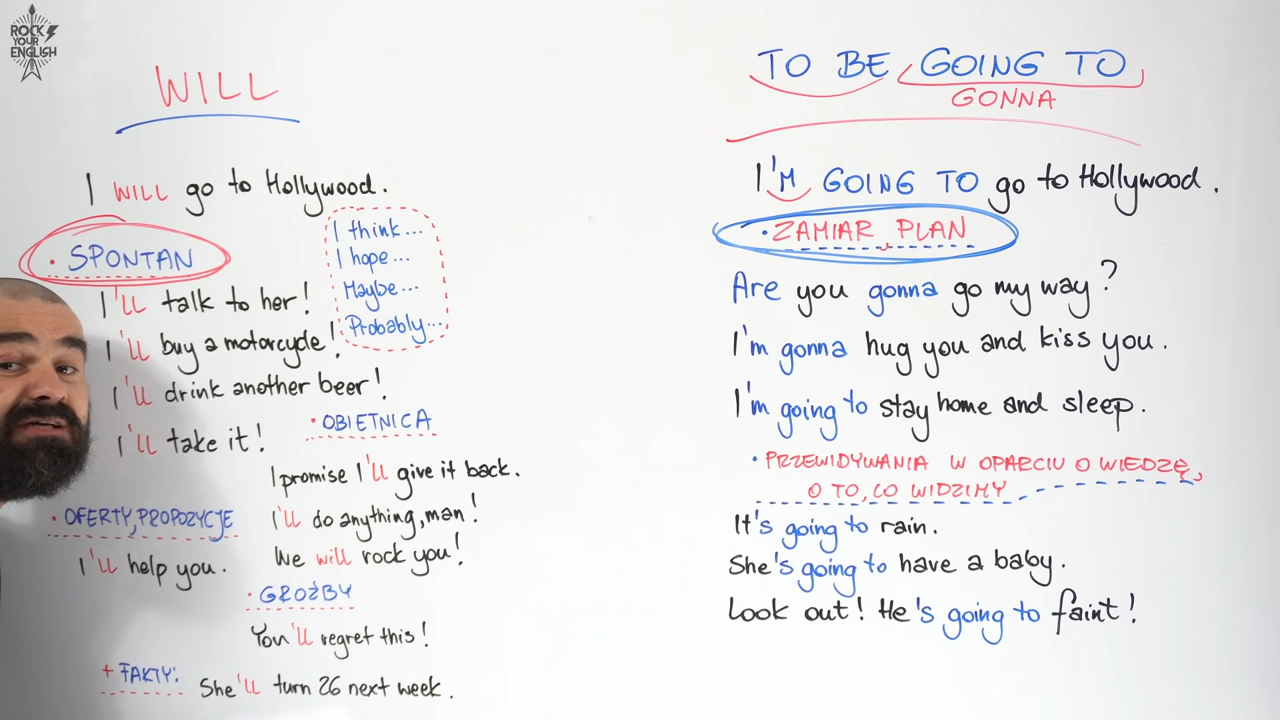 ROCK
YOUR
ENGLISH
WILL
I WILL go to Hollywood.
• SPONTAN
I think...
I hope...
Maybe...
Probably...
I'll talk to her!
I'll buy a motorcycle!
I'll drink another beer!
I'll take it!
• OBIETNICA
I promise I'll give it back.
I'll do anything, man!
We will rock you!
• OFERTY, PROPOZYCJE
I'll help you.
• GROŹBY
You'll regret this!
+ FAKTY:
She'll turn 26 next week.
TO BE GOING TO
GONNA
I'M GOING TO go to Hollywood.
• ZAMIAR, PLAN
Are you gonna go my way?
I'm gonna hug you and kiss you.
I'm going to stay home and sleep.
• PRZEWIDYWANIA W OPARCIU O WIEDZĘ,
O TO, CO WIDZIMY
It's going to rain.
She's going to have a baby.
Look out! He's going to faint!